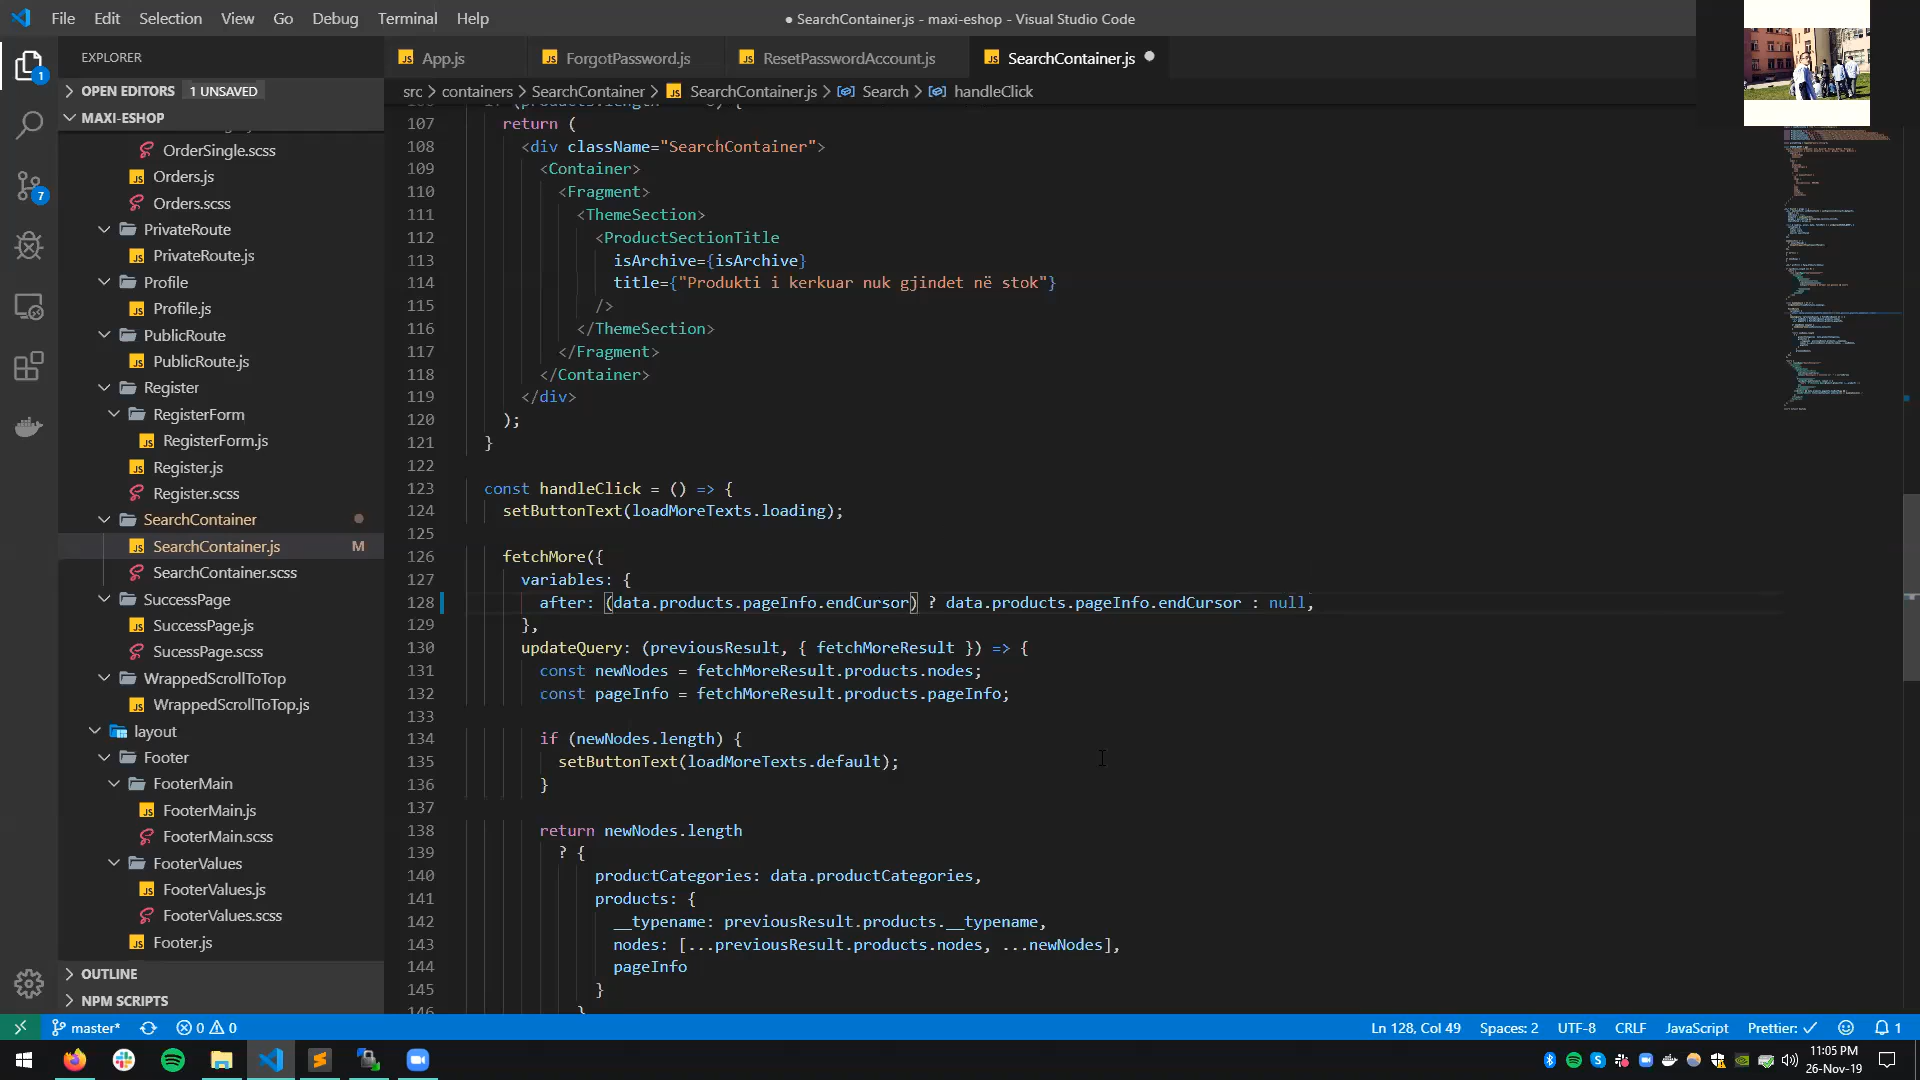 File Edit Selection View Go Debug Terminal Help
● SearchContainer.js - maxi-eshop - Visual Studio Code
EXPLORER
OPEN EDITORS 1 UNSAVED
MAXI-ESHOP
OrderSingle.scss
Orders.js
Orders.scss
PrivateRoute
PrivateRoute.js
Profile
Profile.js
PublicRoute
PublicRoute.js
Register
RegisterForm
RegisterForm.js
Register.js
Register.scss
SearchContainer
SearchContainer.js M
SearchContainer.scss
SuccessPage
SuccessPage.js
SucessPage.scss
WrappedScrollToTop
WrappedScrollToTop.js
layout
Footer
FooterMain
FooterMain.js
FooterMain.scss
FooterValues
FooterValues.js
FooterValues.scss
Footer.js
OUTLINE
NPM SCRIPTS
1
7
App.js ForgotPassword.js ResetPasswordAccount.js SearchContainer.js ●
src > containers > SearchContainer > SearchContainer.js > Search > handleClick
107 return (
108 <div className="SearchContainer">
109 <Container>
110 <Fragment>
111 <ThemeSection>
112 <ProductSectionTitle
113 isArchive={isArchive}
114 title={"Produkti i kerkuar nuk gjindet në stok"}
115 />
116 </ThemeSection>
117 </Fragment>
118 </Container>
119 </div>
120 );
121 }
122
123 const handleClick = () => {
124 setButtonText(loadMoreTexts.loading);
125
126 fetchMore({
127 variables: {
128 after: (data.products.pageInfo.endCursor) ? data.products.pageInfo.endCursor : null,
129 },
130 updateQuery: (previousResult, { fetchMoreResult }) => {
131 const newNodes = fetchMoreResult.products.nodes;
132 const pageInfo = fetchMoreResult.products.pageInfo;
133
134 if (newNodes.length) {
135 setButtonText(loadMoreTexts.default);
136 }
137
138 return newNodes.length
139 ? {
140 productCategories: data.productCategories,
141 products: {
142 __typename: previousResult.products.__typename,
143 nodes: [...previousResult.products.nodes, ...newNodes],
144 pageInfo
145 }
146 }
master* 0 0 Ln 128, Col 49 Spaces: 2 UTF-8 CRLF JavaScript Prettier: ✓ 1
11:05 PM
26-Nov-19